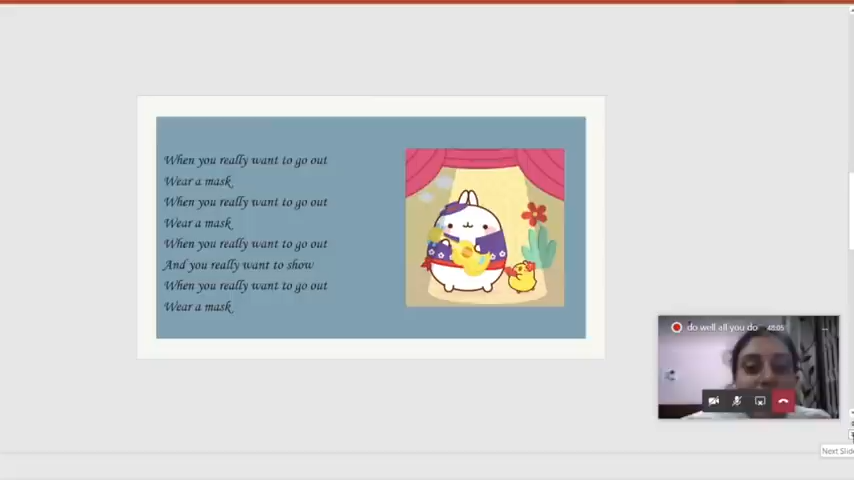 When you really want to go out
Wear a mask
When you really want to go out
Wear a mask
When you really want to go out
And you really want to show
When you really want to go out
Wear a mask
do well all you do 48:05
Next Slide